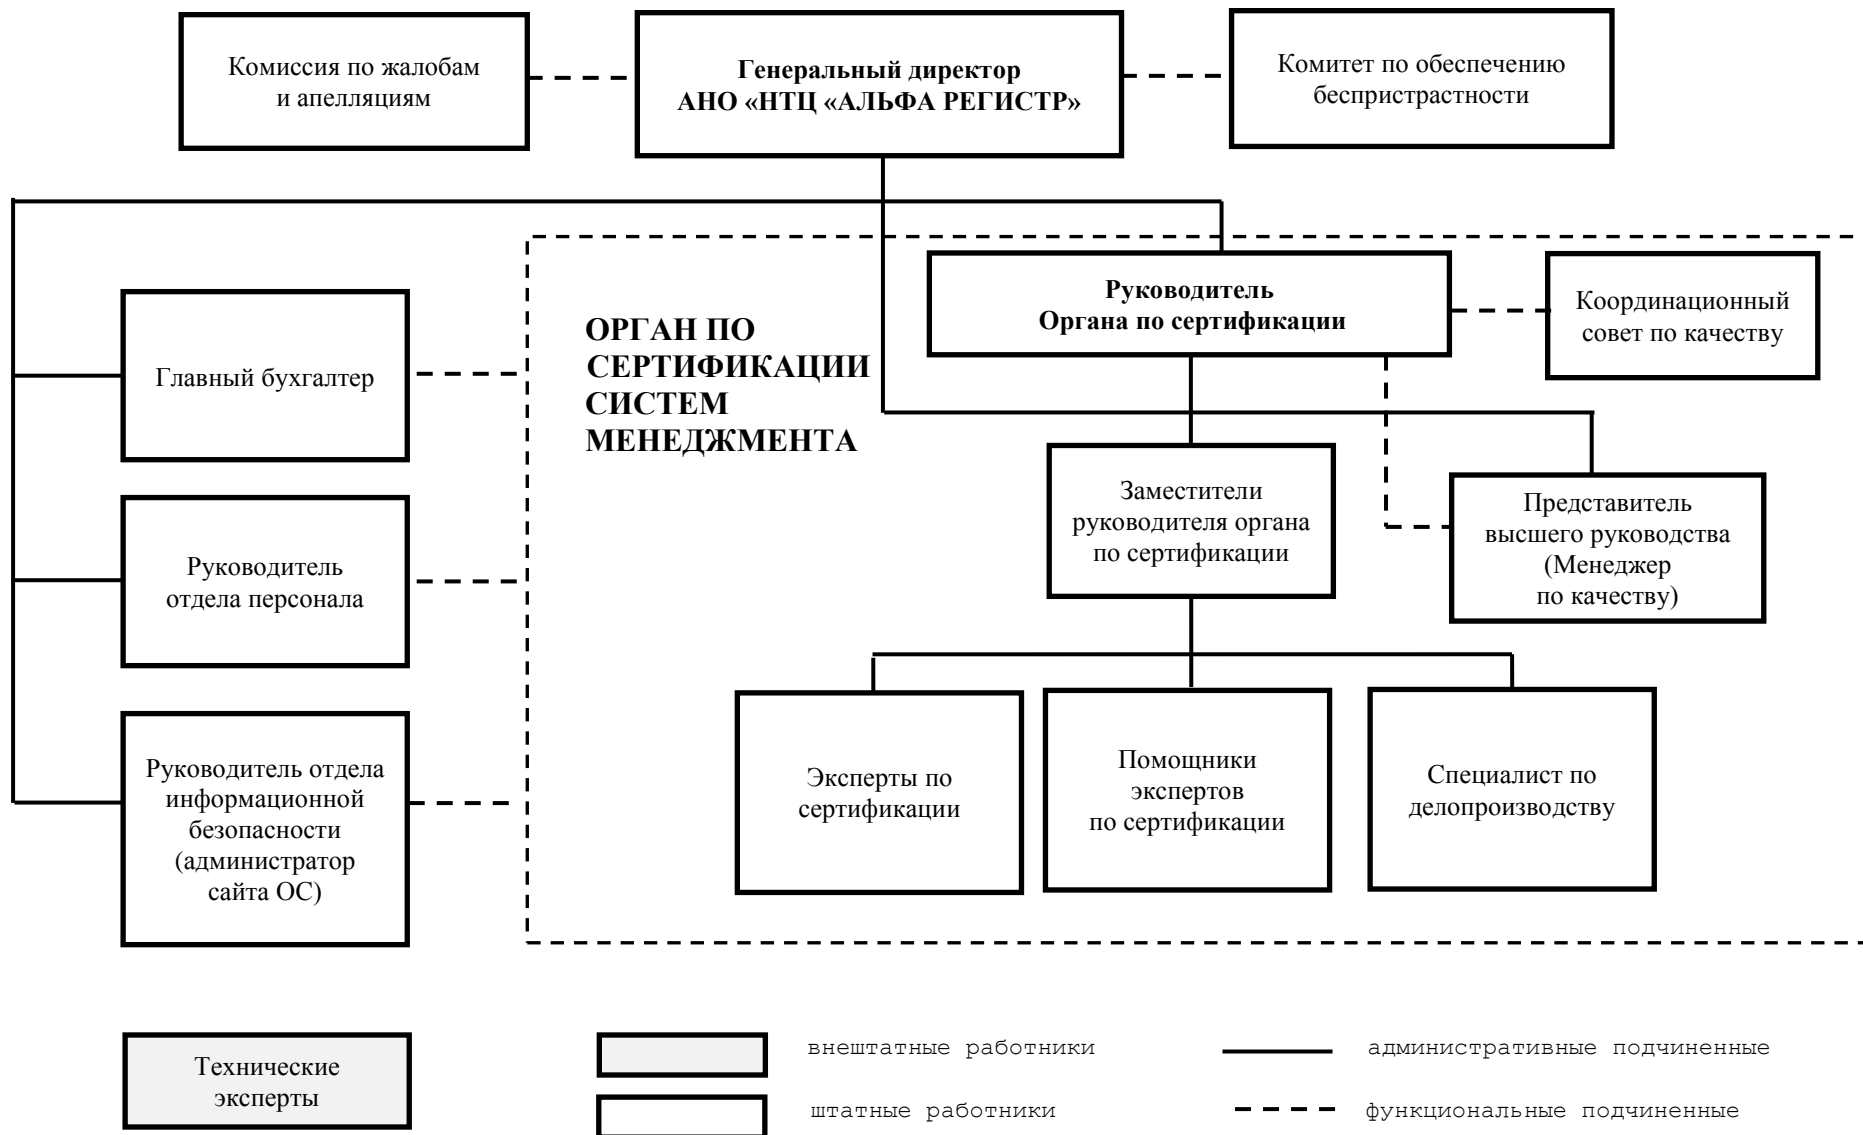 Комиссия по жалобам
и апелляциям
Генеральный директор
АНО «НТЦ «АЛЬФА РЕГИСТР»
Комитет по обеспечению
беспристрастности
Руководитель
Органа по сертификации
Координационный
совет по качеству
ОРГАН ПО
СЕРТИФИКАЦИИ
СИСТЕМ
МЕНЕДЖМЕНТА
Главный бухгалтер
Заместители
руководителя органа
по сертификации
Представитель
высшего руководства
(Менеджер
по качеству)
Руководитель
отдела персонала
Руководитель отдела
информационной
безопасности
(администратор
сайта ОС)
Эксперты по
сертификации
Помощники
экспертов
по сертификации
Специалист по
делопроизводству
Технические
эксперты
внештатные работники
административные подчиненные
штатные работники
функциональные подчиненные